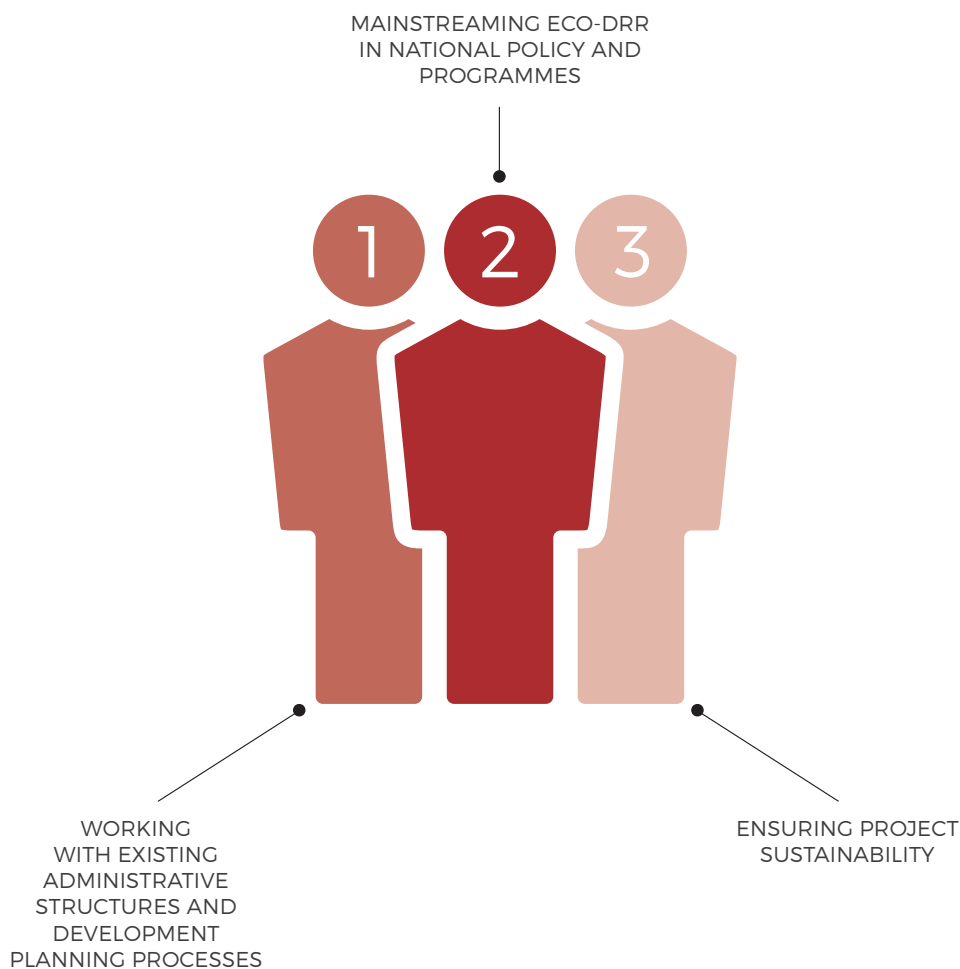 MAINSTREAMING ECO-DRR
IN NATIONAL POLICY AND
PROGRAMMES
1
2
3
WORKING
WITH EXISTING
ADMINISTRATIVE
STRUCTURES AND
DEVELOPMENT
PLANNING PROCESSES
ENSURING PROJECT
SUSTAINABILITY